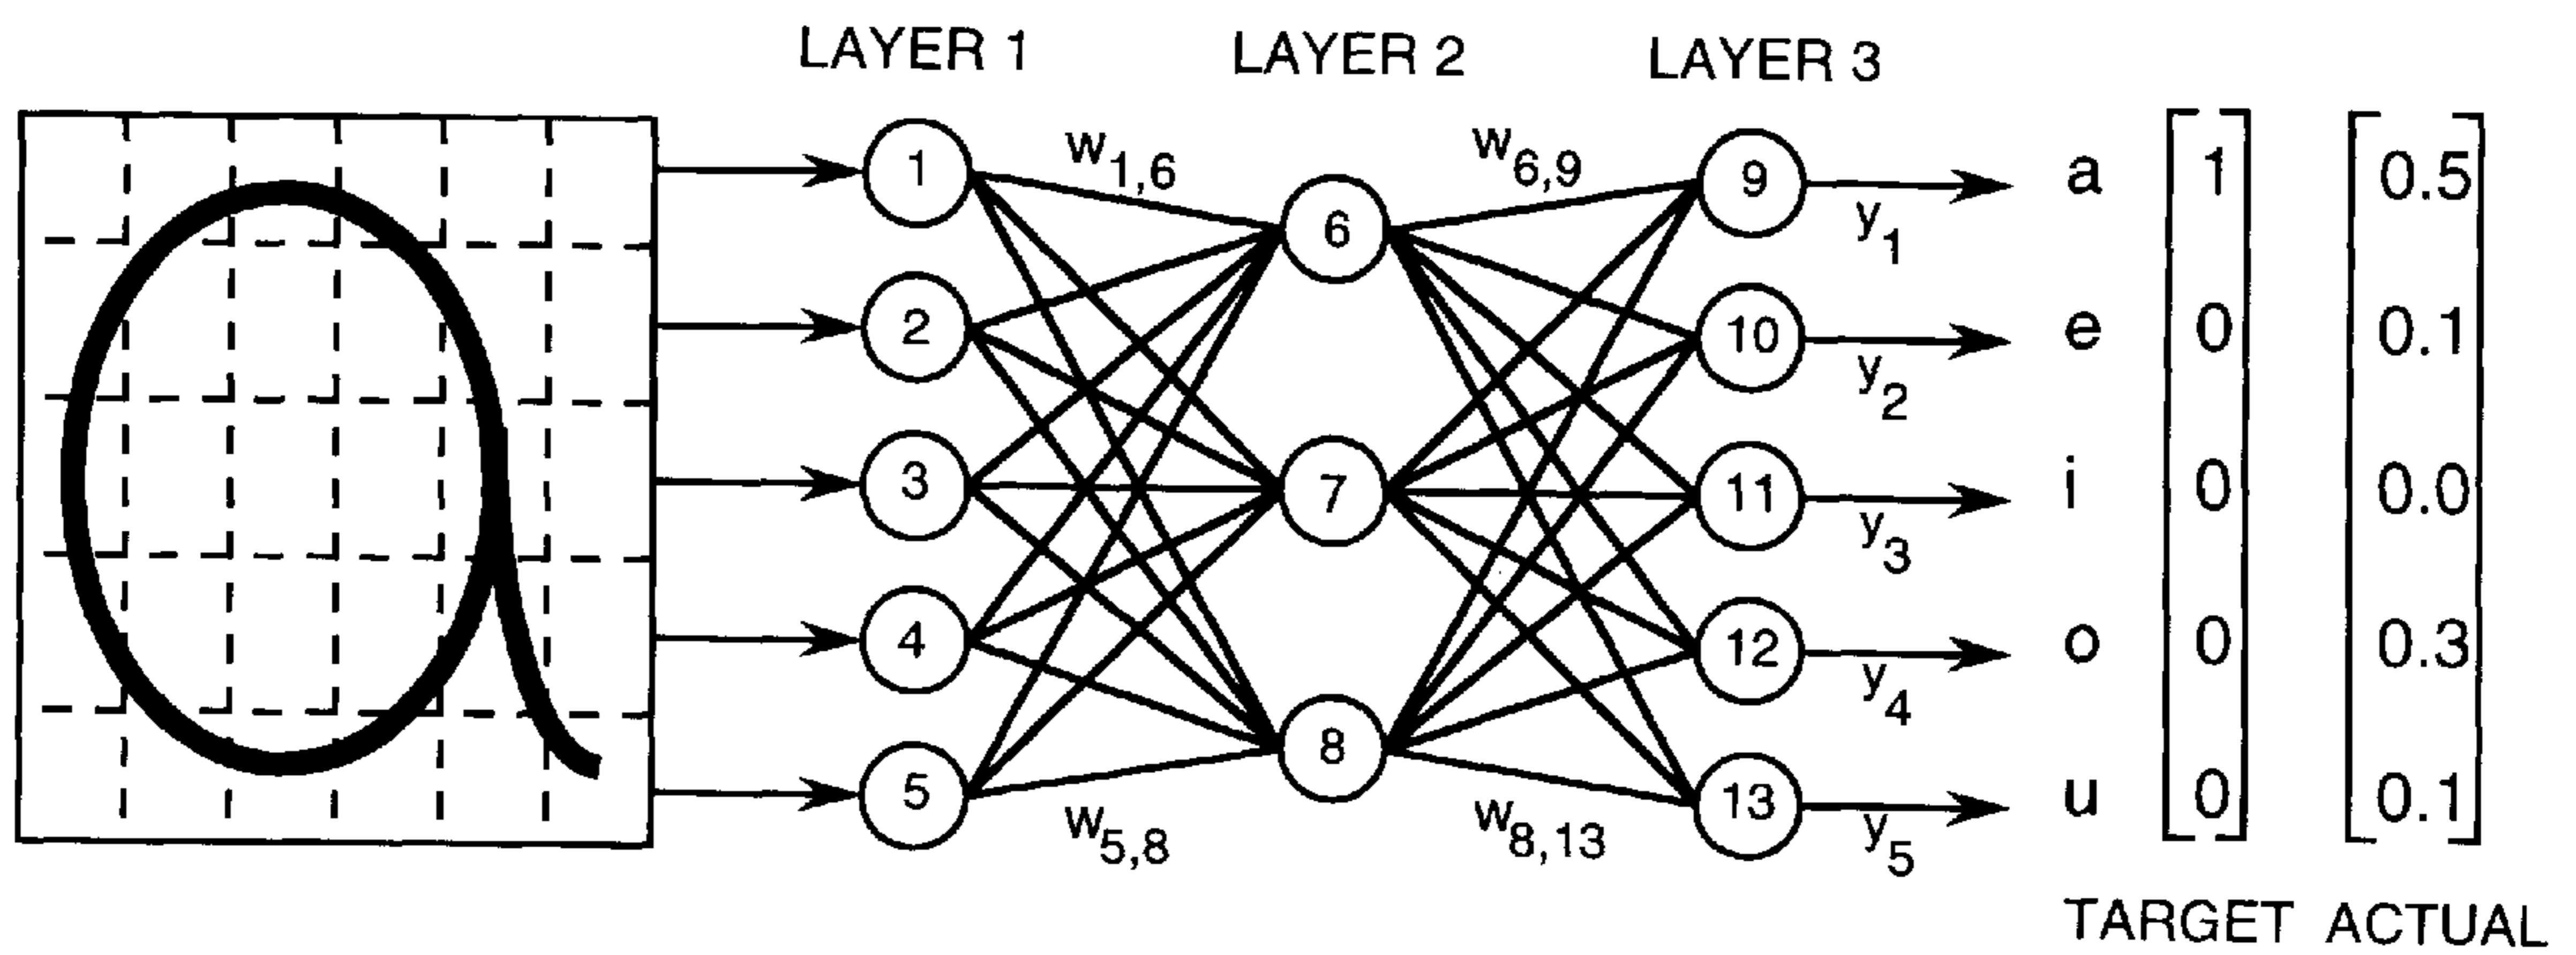 LAYER 1 LAYER 2 LAYER 3
1 w1,6 6 w6,9 9 y1 a 1 0.5
2 10 y2 e 0 0.1
3 7 11 y3 i 0 0.0
4 12 y4 o 0 0.3
5 w5,8 8 w8,13 13 y5 u 0 0.1
TARGET ACTUAL